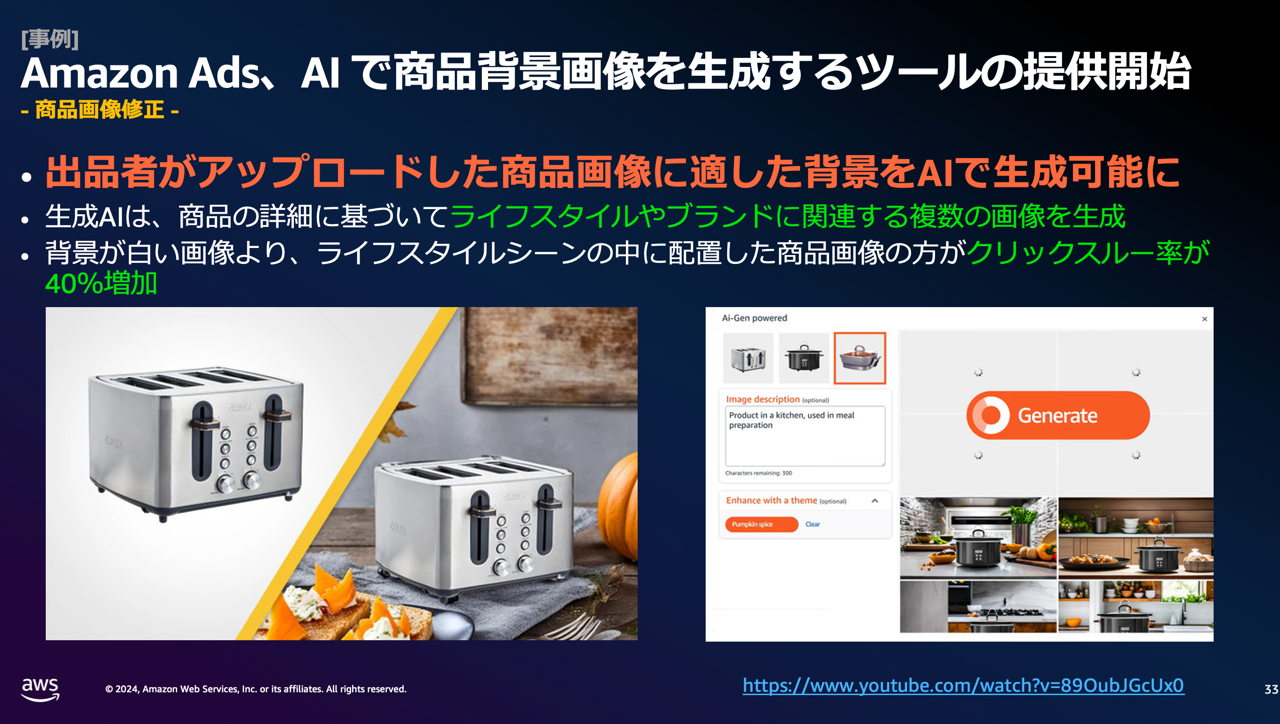 [事例]
Amazon Ads、AI で商品背景画像を生成するツールの提供開始
- 商品画像修正 -
• 出品者がアップロードした商品画像に適した背景をAIで生成可能に
• 生成AIは、商品の詳細に基づいてライフスタイルやブランドに関連する複数の画像を生成
• 背景が白い画像より、ライフスタイルシーンの中に配置した商品画像の方がクリックスルー率が
40%増加
Ai-Gen powered
×
Image description (optional)
Product in a kitchen, used in meal
preparation
Characters remaining: 300
Enhance with a theme (optional)
Pumpkin spice
Clear
Generate
aws
© 2024, Amazon Web Services, Inc. or its affiliates. All rights reserved.
https://www.youtube.com/watch?v=89OubJGcUx0
33